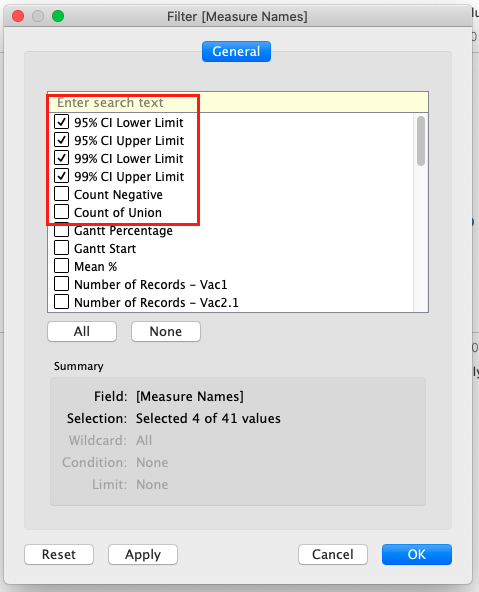 Filter [Measure Names]
General
Enter search text
95% CI Lower Limit
95% CI Upper Limit
99% CI Lower Limit
99% CI Upper Limit
Count Negative
Count of Union
Gantt Percentage
Gantt Start
Mean %
Number of Records - Vac1
Number of Records - Vac2.1
All None
Summary
Field: [Measure Names]
Selection: Selected 4 of 41 values
Wildcard: All
Condition: None
Limit: None
Reset Apply Cancel OK